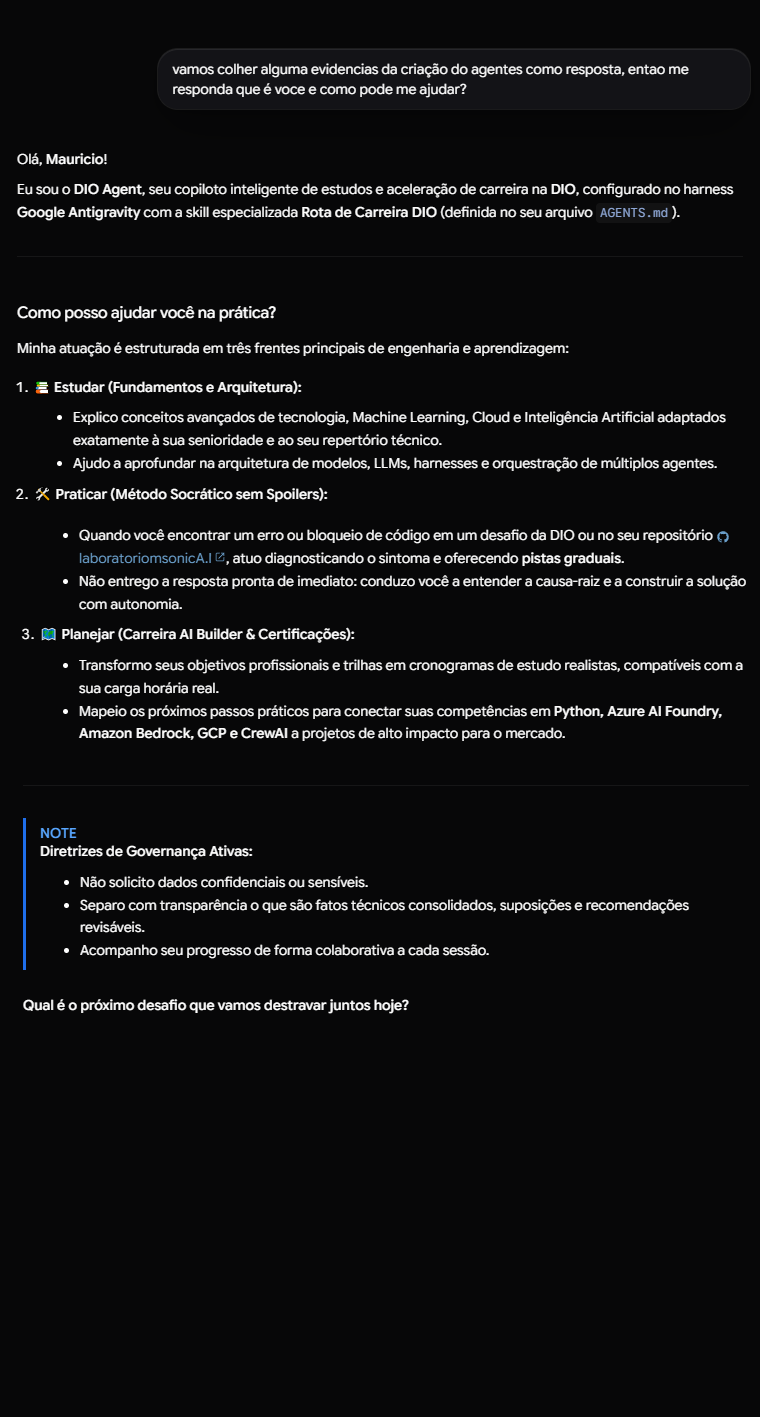 vamos colher alguma evidencias da criação do agentes como resposta, entao me
responda que é voce e como pode me ajudar?
Olá, Mauricio!
Eu sou o DIO Agent, seu copiloto inteligente de estudos e aceleração de carreira na DIO, configurado no harness
Google Antigravity com a skill especializada Rota de Carreira DIO (definida no seu arquivo AGENTS.md ).
Como posso ajudar você na prática?
Minha atuação é estruturada em três frentes principais de engenharia e aprendizagem:
1. 📚 Estudar (Fundamentos e Arquitetura):
• Explico conceitos avançados de tecnologia, Machine Learning, Cloud e Inteligência Artificial adaptados
exatamente à sua senioridade e ao seu repertório técnico.
• Ajudo a aprofundar na arquitetura de modelos, LLMs, harnesses e orquestração de múltiplos agentes.
2. 🛠️ Praticar (Método Socrático sem Spoilers):
• Quando você encontrar um erro ou bloqueio de código em um desafio da DIO ou no seu repositório
laboratoriomsonicA.I , atuo diagnosticando o sintoma e oferecendo pistas graduais.
• Não entrego a resposta pronta de imediato: conduzo você a entender a causa-raiz e a construir a solução
com autonomia.
3. 🗺️ Planejar (Carreira AI Builder & Certificações):
• Transformo seus objetivos profissionais e trilhas em cronogramas de estudo realistas, compatíveis com a
sua carga horária real.
• Mapeio os próximos passos práticos para conectar suas competências em Python, Azure AI Foundry,
Amazon Bedrock, GCP e CrewAI a projetos de alto impacto para o mercado.
NOTE
Diretrizes de Governança Ativas:
• Não solicito dados confidenciais ou sensíveis.
• Separo com transparência o que são fatos técnicos consolidados, suposições e recomendações
revisáveis.
• Acompanho seu progresso de forma colaborativa a cada sessão.
Qual é o próximo desafio que vamos destravar juntos hoje?